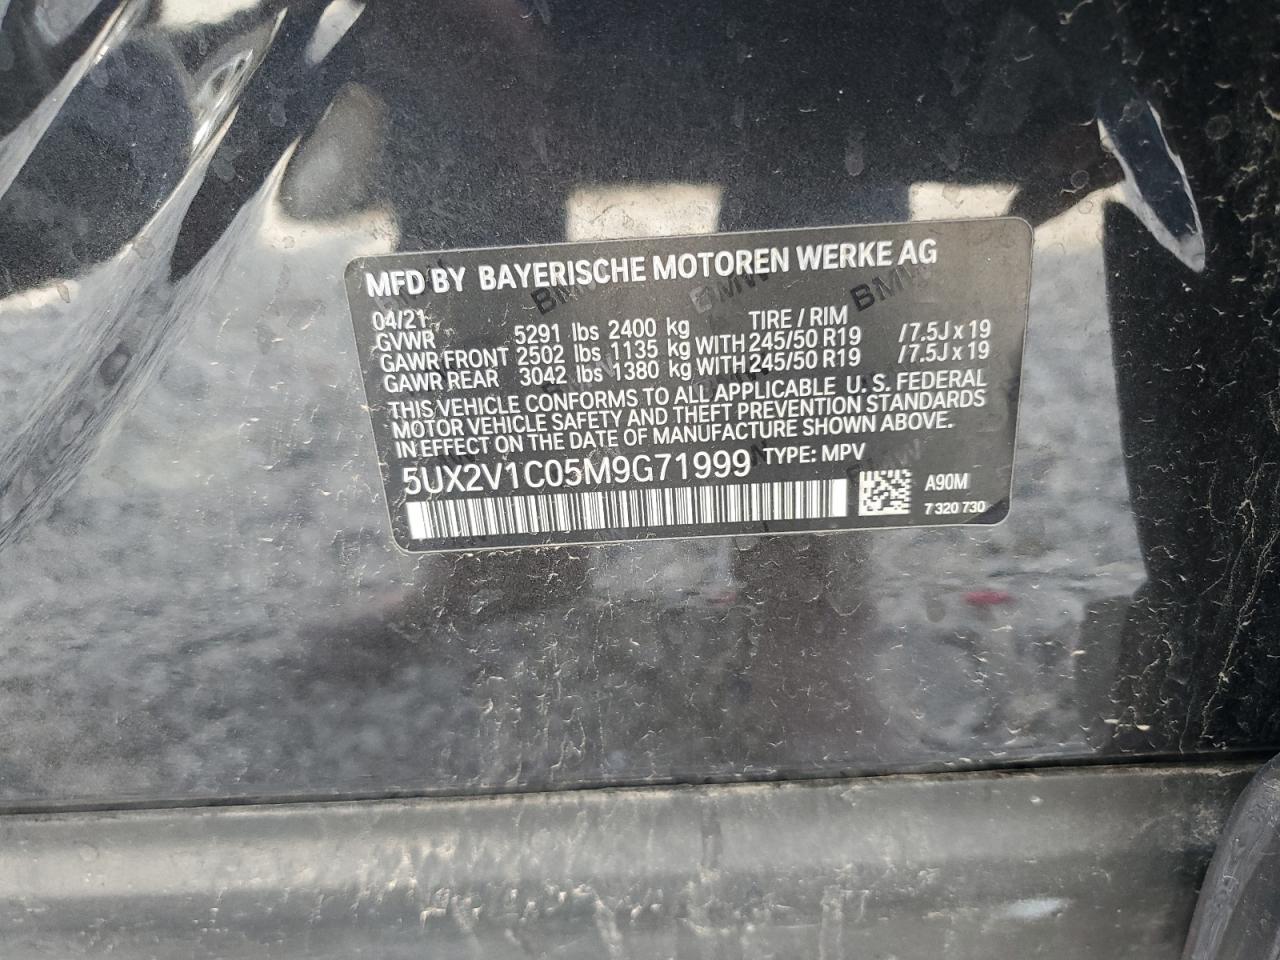 MFD BY BAYERISCHE MOTOREN WERKE AG
04/21 TIRE / RIM
GVWR 5291 lbs 2400 kg
GAWR FRONT 2502 lbs 1135 kg WITH 245/50 R19 /7.5J x 19
GAWR REAR 3042 lbs 1380 kg WITH 245/50 R19 /7.5J x 19
THIS VEHICLE CONFORMS TO ALL APPLICABLE U. S. FEDERAL
MOTOR VEHICLE SAFETY AND THEFT PREVENTION STANDARDS
IN EFFECT ON THE DATE OF MANUFACTURE SHOWN ABOVE.
5UX2V1C05M9G71999 TYPE: MPV
A90M
7 320 730